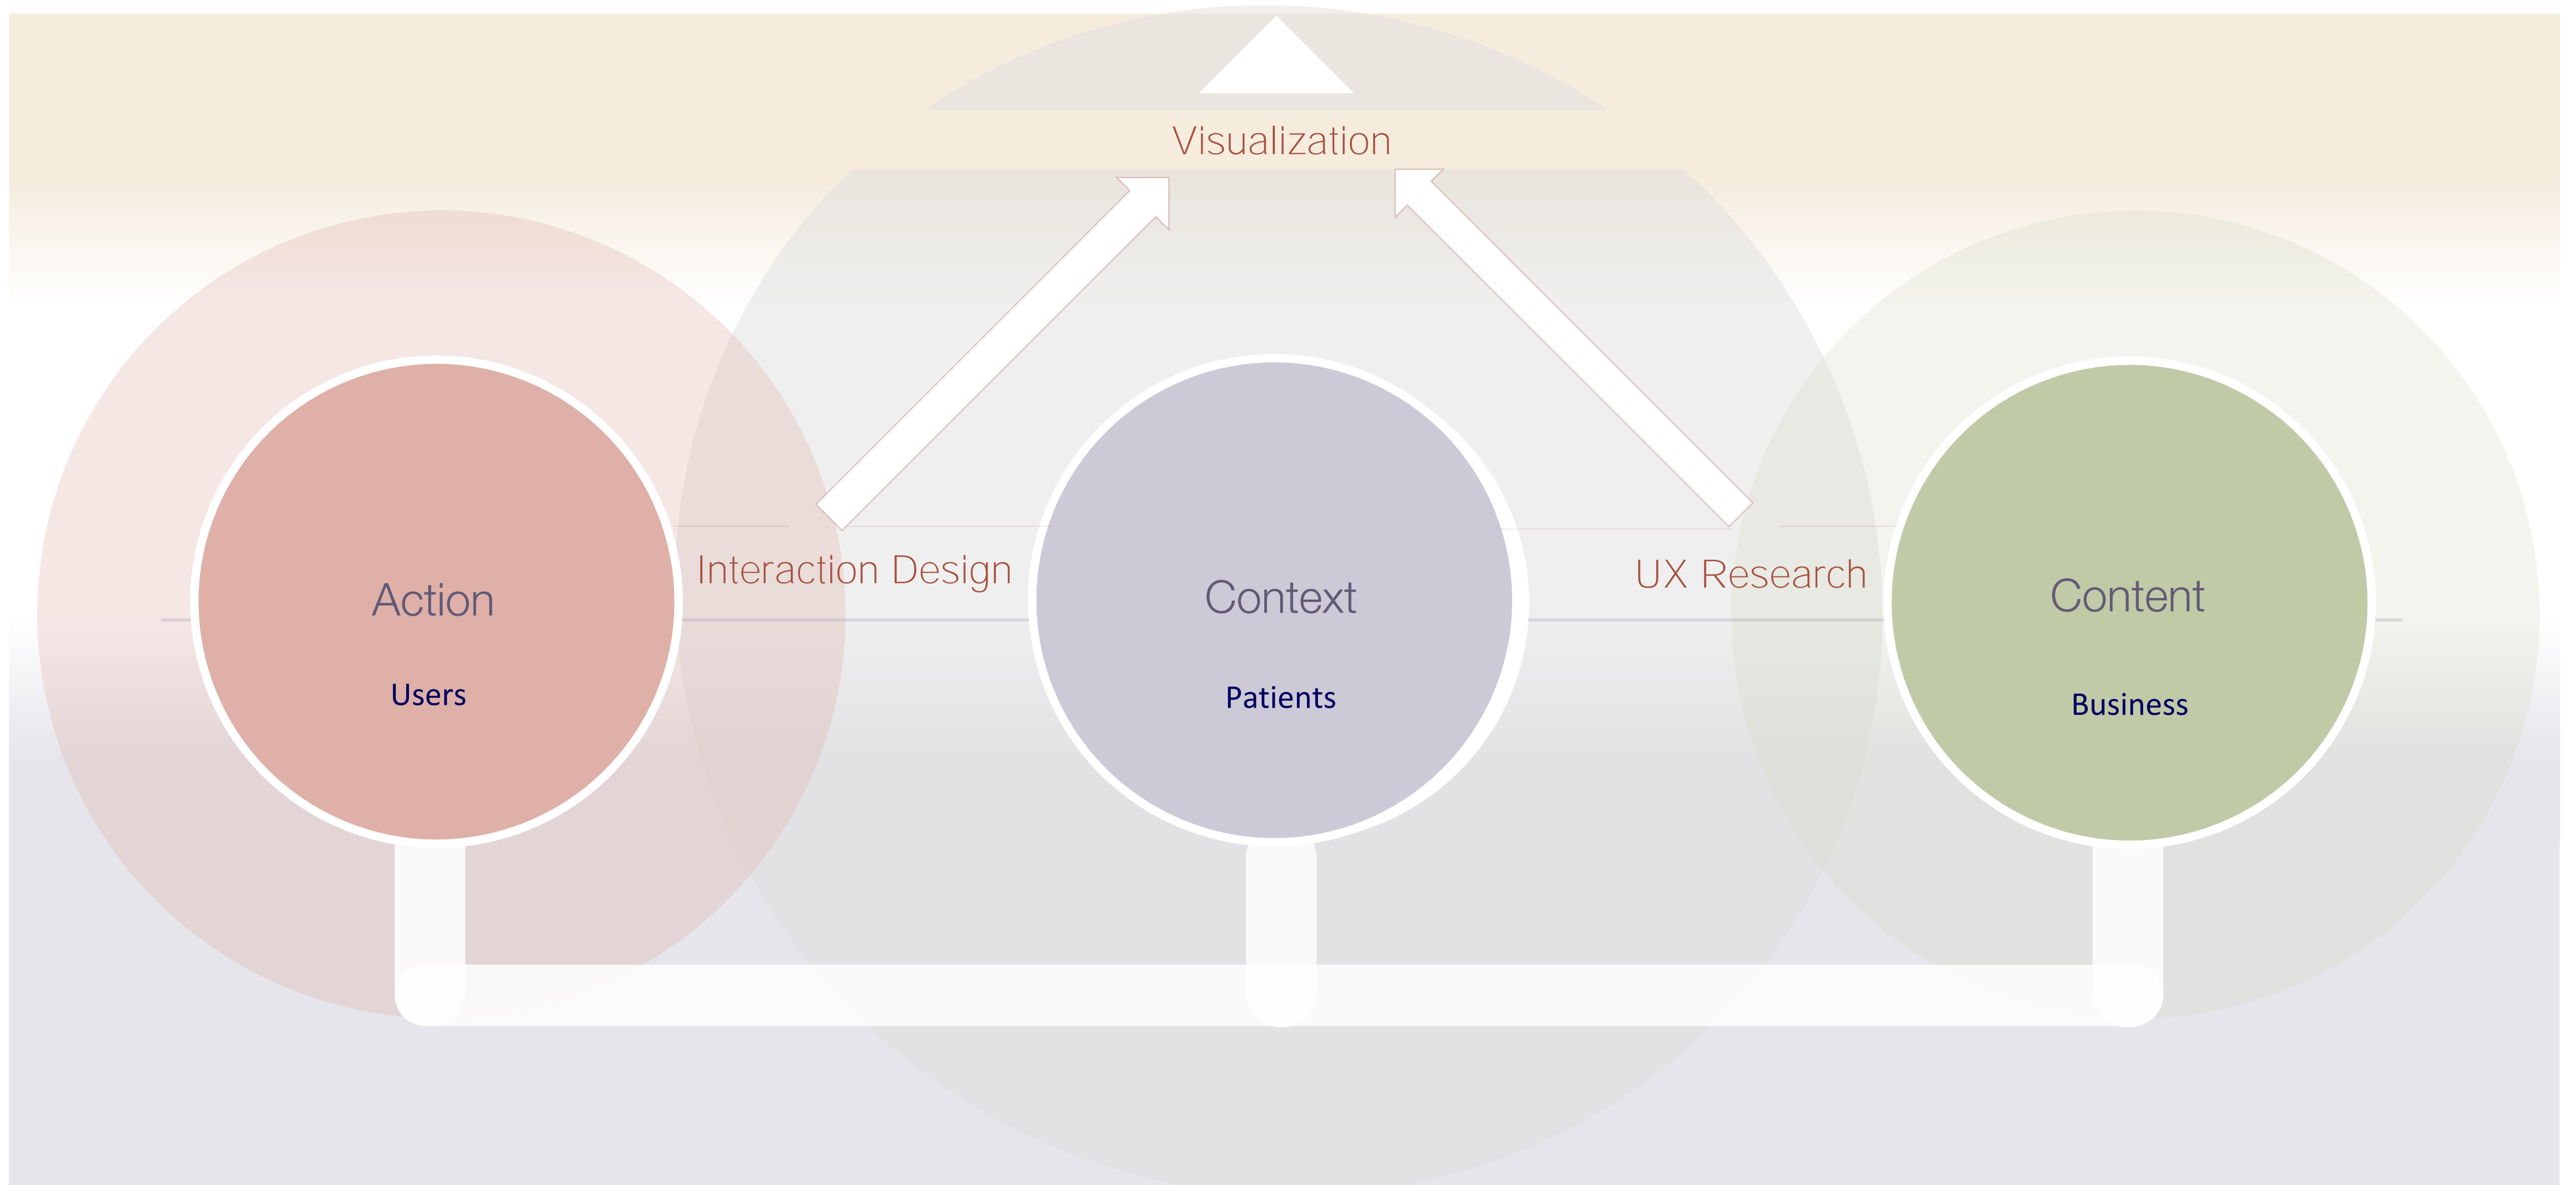 Visualization
Interaction Design
UX Research
Action
Context
Content
Users
Patients
Business